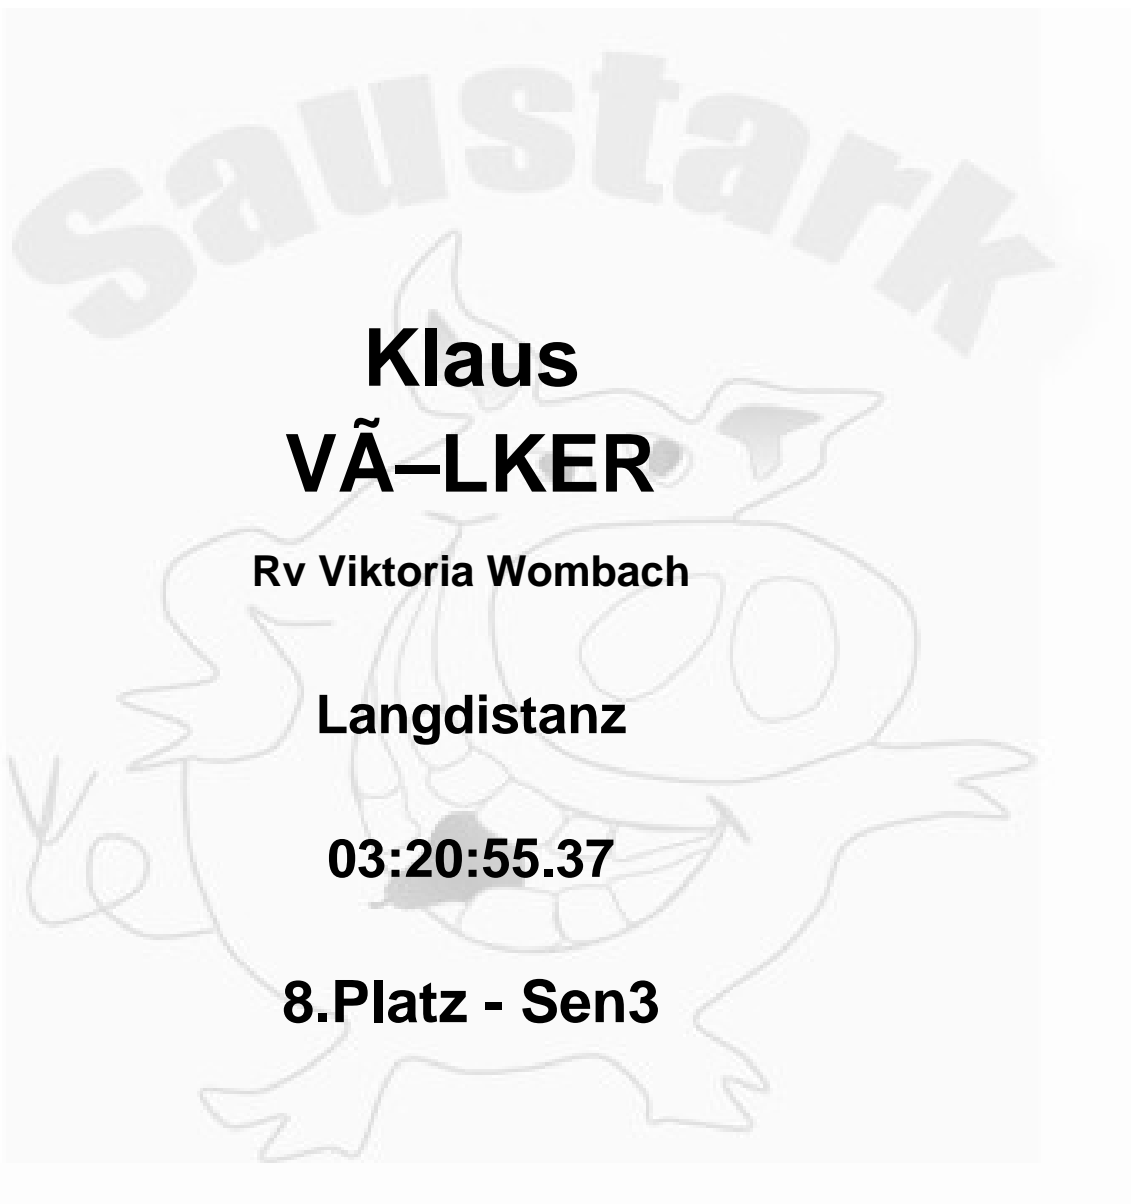 Saustark
Klaus
VÃ–LKER
Rv Viktoria Wombach
Langdistanz
03:20:55.37
8.Platz - Sen3